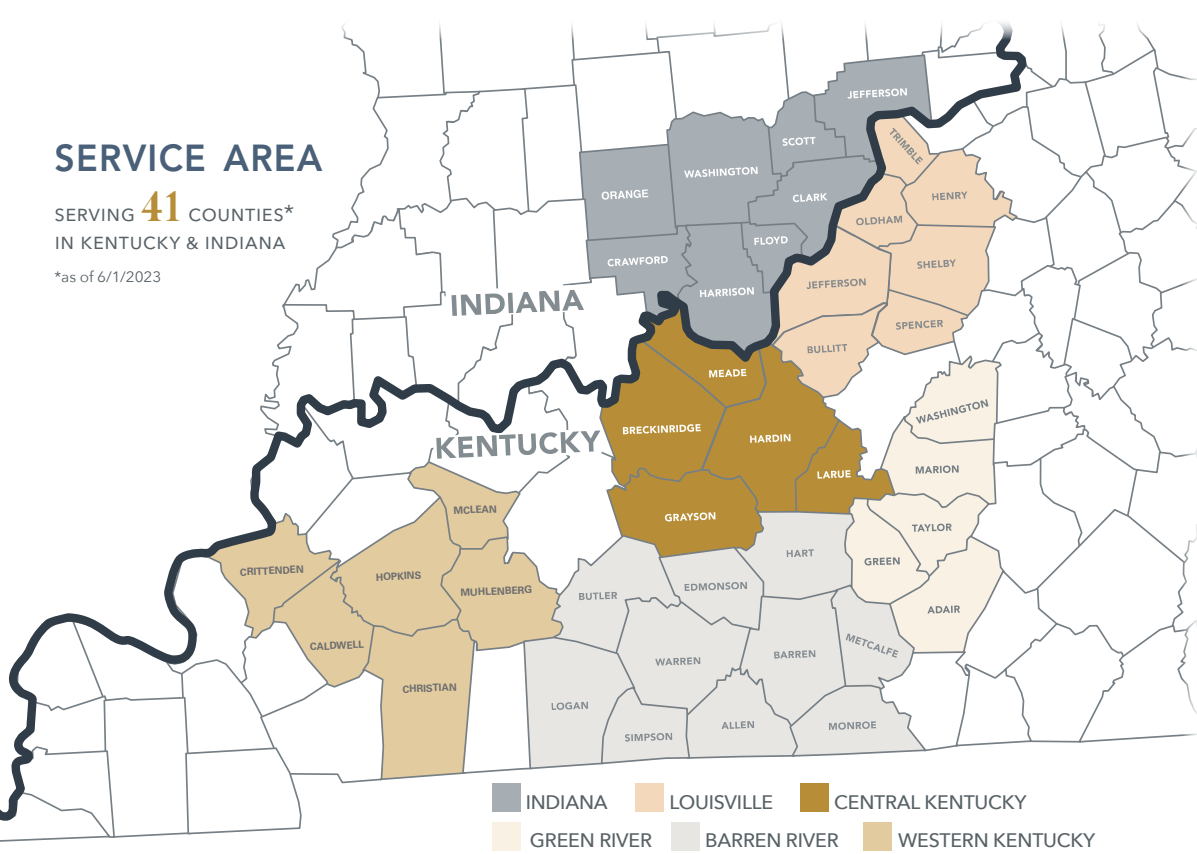 SERVICE AREA
SERVING 41 COUNTIES*
IN KENTUCKY & INDIANA
*as of 6/1/2023
JEFFERSON
SCOTT
TRIMBLE
WASHINGTON
ORANGE
CLARK
HENRY
OLDHAM
FLOYD
CRAWFORD
SHELBY
HARRISON
JEFFERSON
INDIANA
SPENCER
BULLITT
MEADE
WASHINGTON
BRECKINRIDGE
HARDIN
KENTUCKY
MARION
LARUE
MCLEAN
GRAYSON
TAYLOR
HART
GREEN
CRITTENDEN
HOPKINS
EDMONSON
MUHLENBERG
BUTLER
ADAIR
CALDWELL
METCALFE
BARREN
WARREN
CHRISTIAN
LOGAN
ALLEN
MONROE
SIMPSON
INDIANA
LOUISVILLE
CENTRAL KENTUCKY
GREEN RIVER
BARREN RIVER
WESTERN KENTUCKY